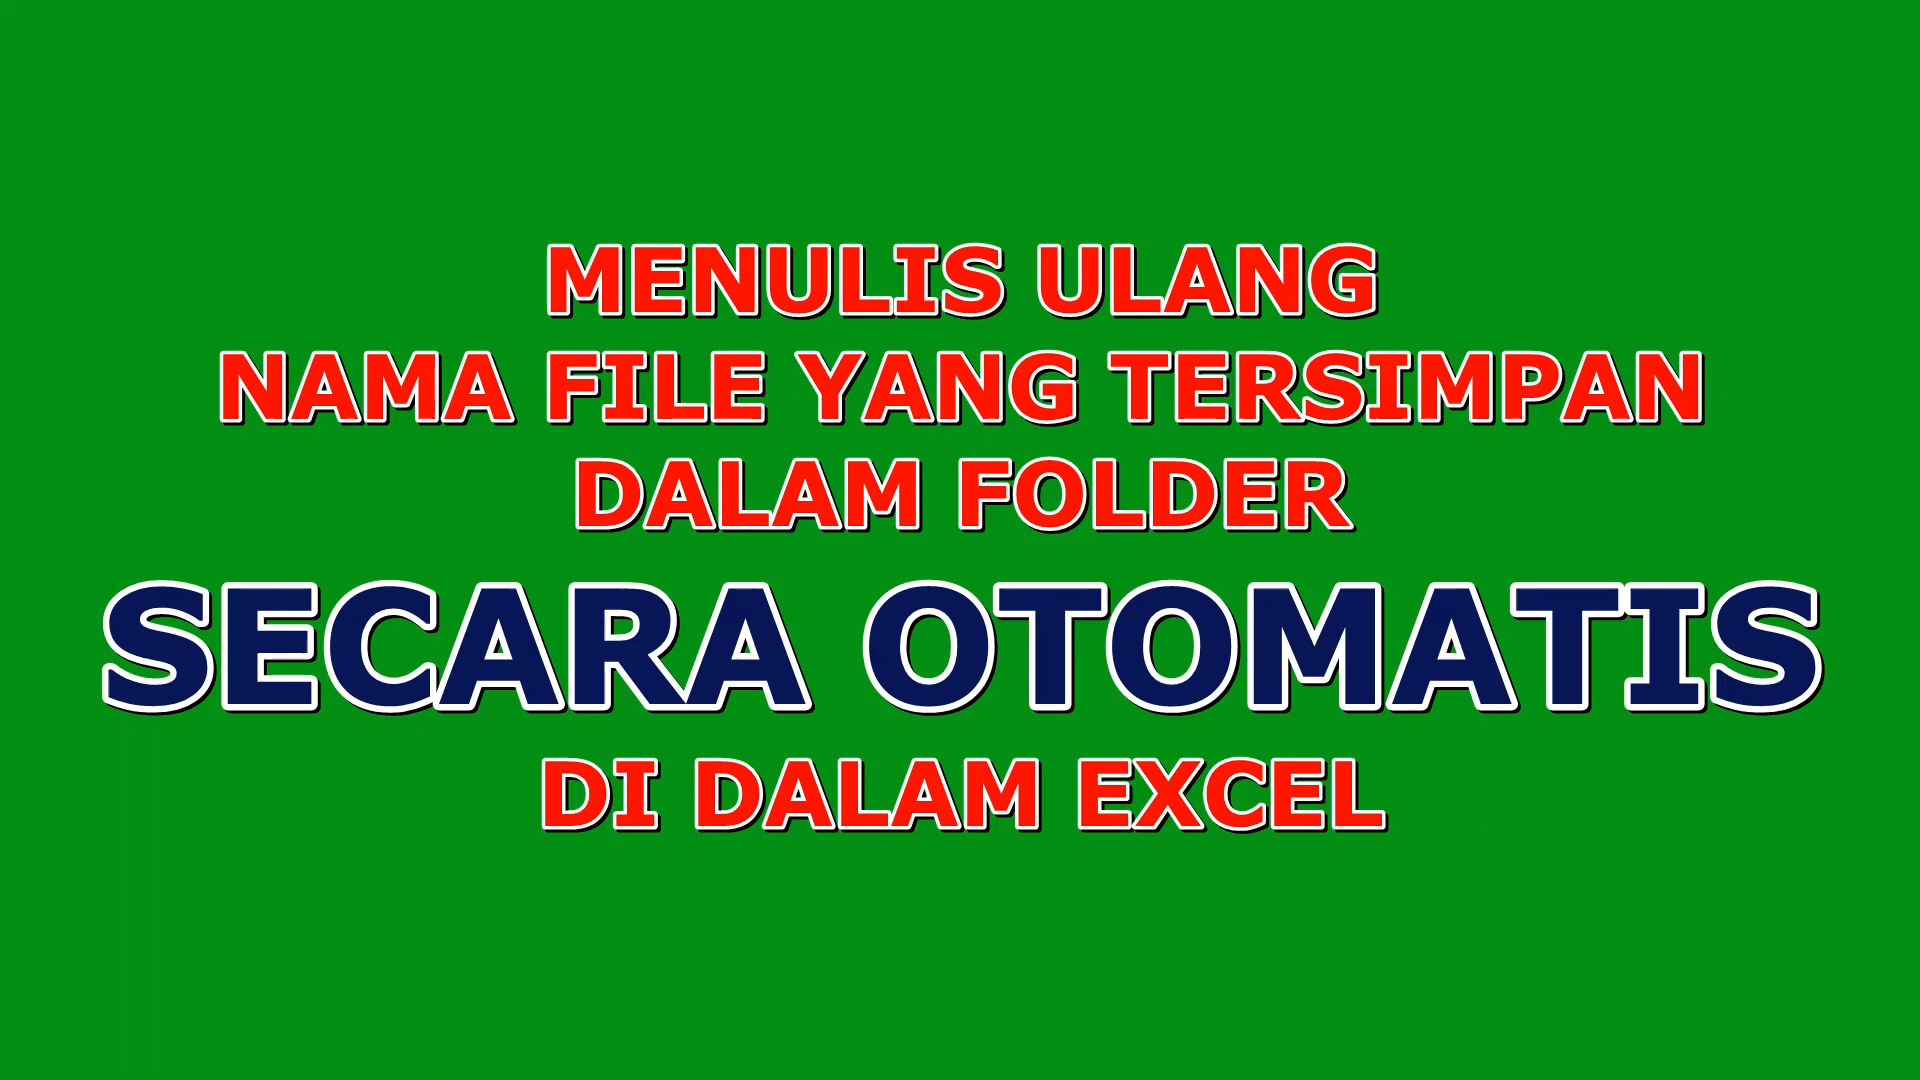 MENULIS ULANG
NAMA FILE YANG TERSIMPAN
DALAM FOLDER
SECARA OTOMATIS
DI DALAM EXCEL